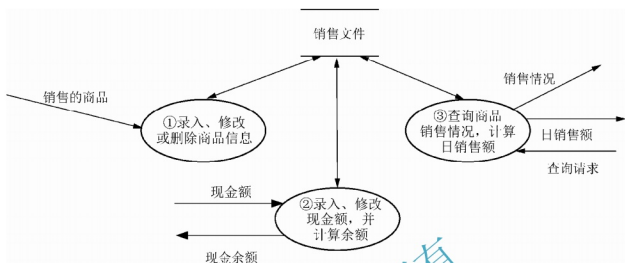 销售文件
销售的商品
①录入、修改
或删除商品信息
销售情况
③查询商品
销售情况，计算
日销售额
日销售额
查询请求
现金额
②录入、修改
现金额，并
计算余额
现金余额
有